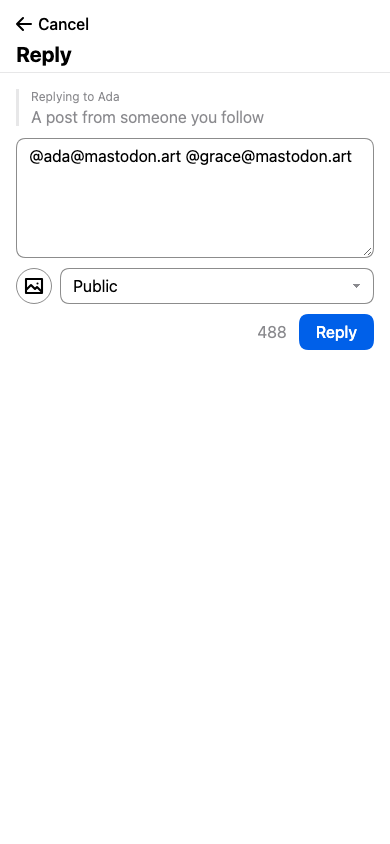 Cancel
Reply
Replying to Ada
A post from someone you follow
@ada@mastodon.art @grace@mastodon.art
Public
488
Reply